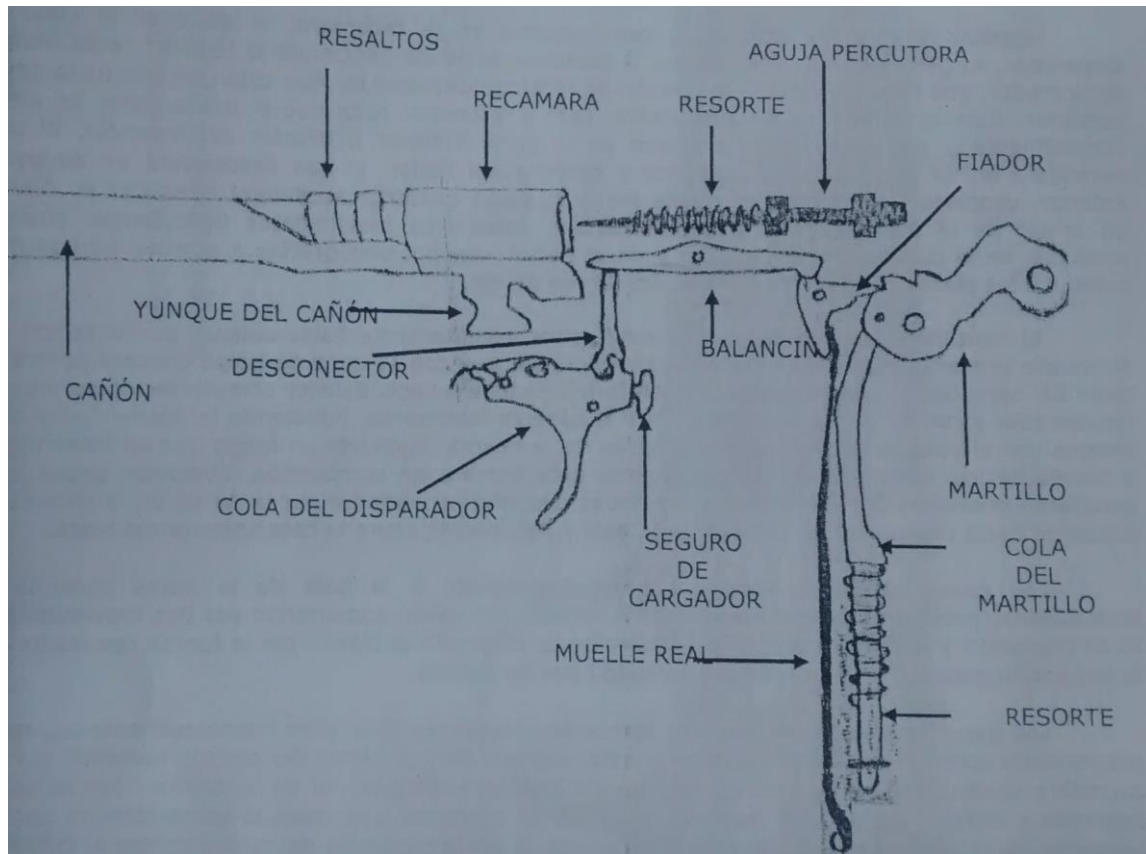 RESALTOS
AGUJA PERCUTORA
RECAMARA
RESORTE
FIADOR
YUNQUE DEL CAÑÓN
BALANCIN
DESCONECTOR
CAÑÓN
MARTILLO
COLA DEL DISPARADOR
SEGURO
DE
CARGADOR
COLA
DEL
MARTILLO
MUELLE REAL
RESORTE